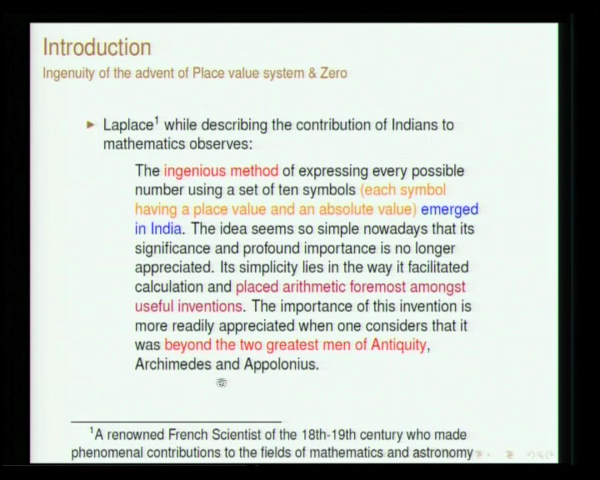 Introduction
Ingenuity of the advent of Place value system & Zero
► Laplace¹ while describing the contribution of Indians to
mathematics observes:
The ingenious method of expressing every possible
number using a set of ten symbols (each symbol
having a place value and an absolute value) emerged
in India. The idea seems so simple nowadays that its
significance and profound importance is no longer
appreciated. Its simplicity lies in the way it facilitated
calculation and placed arithmetic foremost amongst
useful inventions. The importance of this invention is
more readily appreciated when one considers that it
was beyond the two greatest men of Antiquity,
Archimedes and Appolonius.
¹A renowned French Scientist of the 18th-19th century who made
phenomenal contributions to the fields of mathematics and astronomy